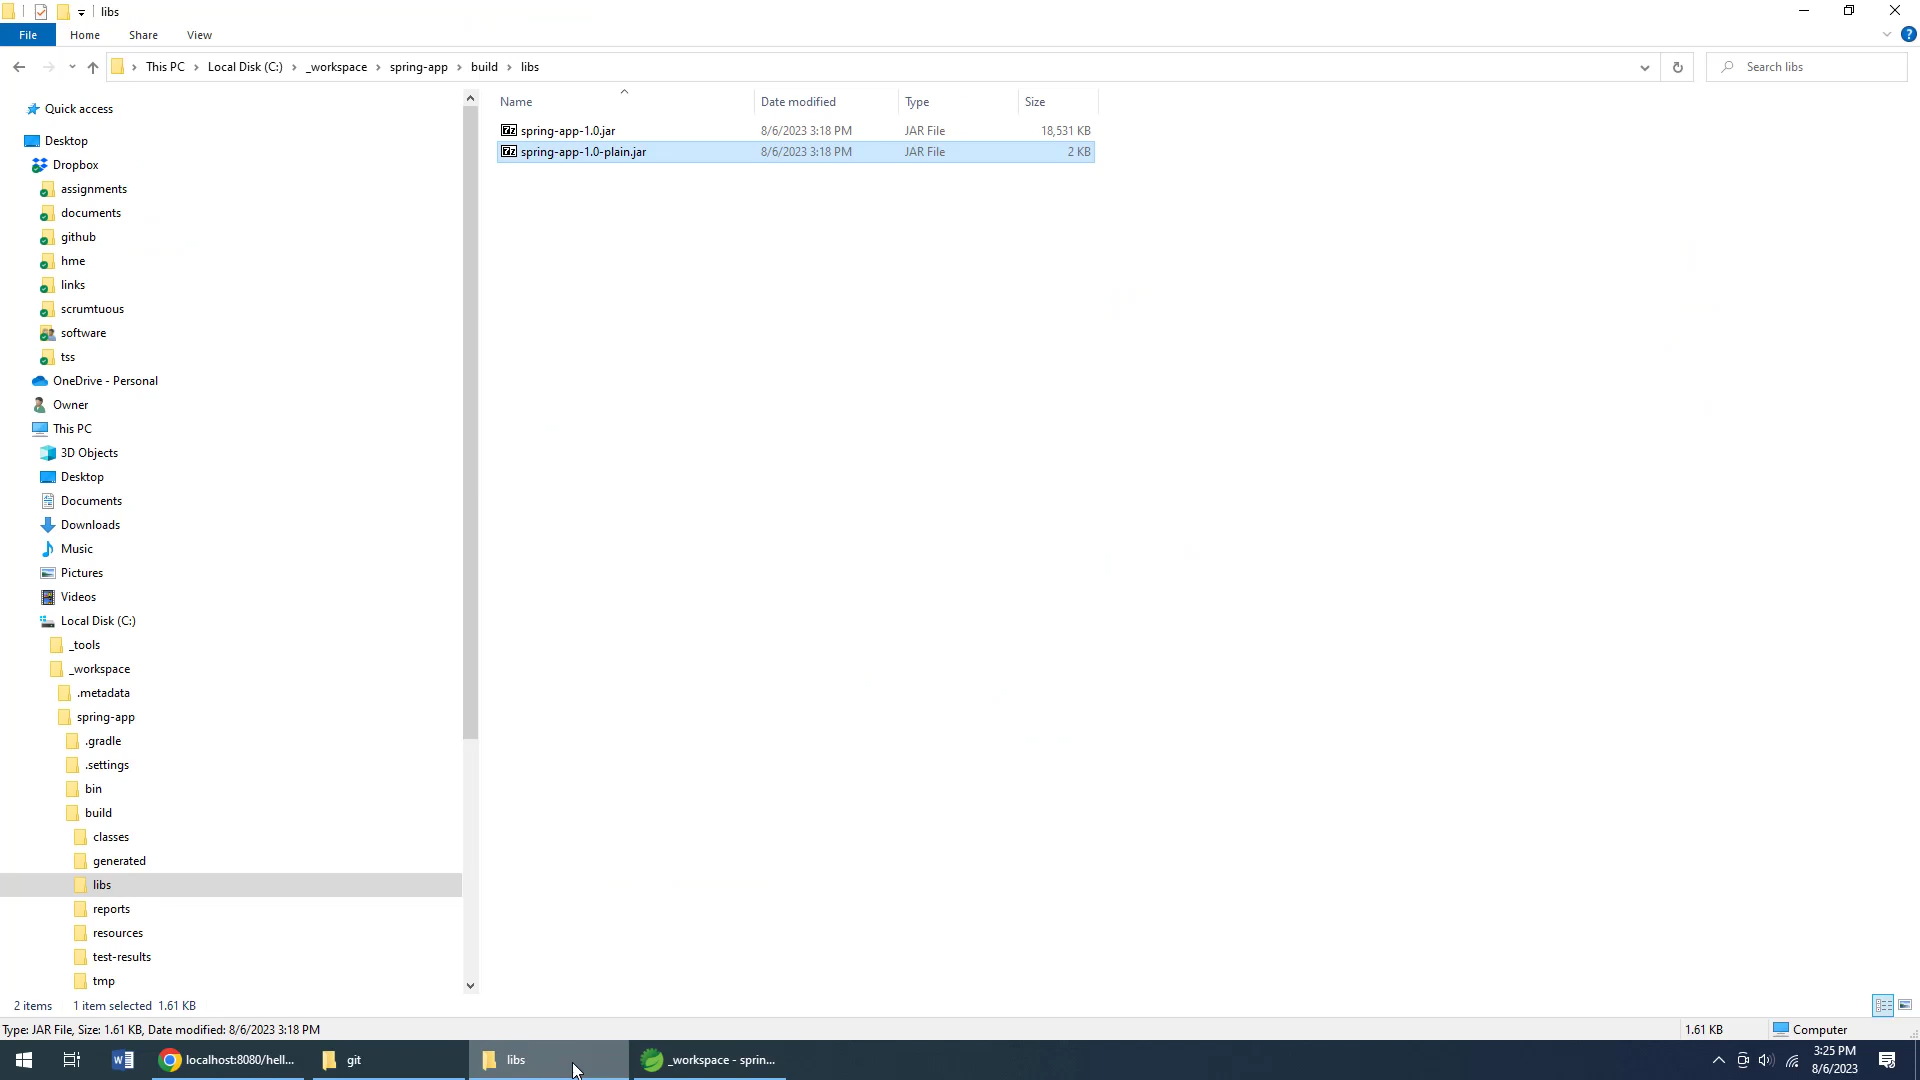 libs
File Home Share View
This PC Local Disk (C:) _workspace spring-app build libs Search libs
Quick access
Desktop
Dropbox
assignments
documents
github
hme
links
scrumtuous
software
tss
OneDrive - Personal
Owner
This PC
3D Objects
Desktop
Documents
Downloads
Music
Pictures
Videos
Local Disk (C:)
_tools
_workspace
.metadata
spring-app
.gradle
.settings
bin
build
classes
generated
libs
reports
resources
test-results
tmp
Name Date modified Type Size
spring-app-1.0.jar 8/6/2023 3:18 PM JAR File 18,531 KB
spring-app-1.0-plain.jar 8/6/2023 3:18 PM JAR File 2 KB
2 items 1 item selected 1.61 KB
Type: JAR File, Size: 1.61 KB, Date modified: 8/6/2023 3:18 PM 1.61 KB Computer
localhost:8080/hell... git libs _workspace - sprin... 3:25 PM
8/6/2023